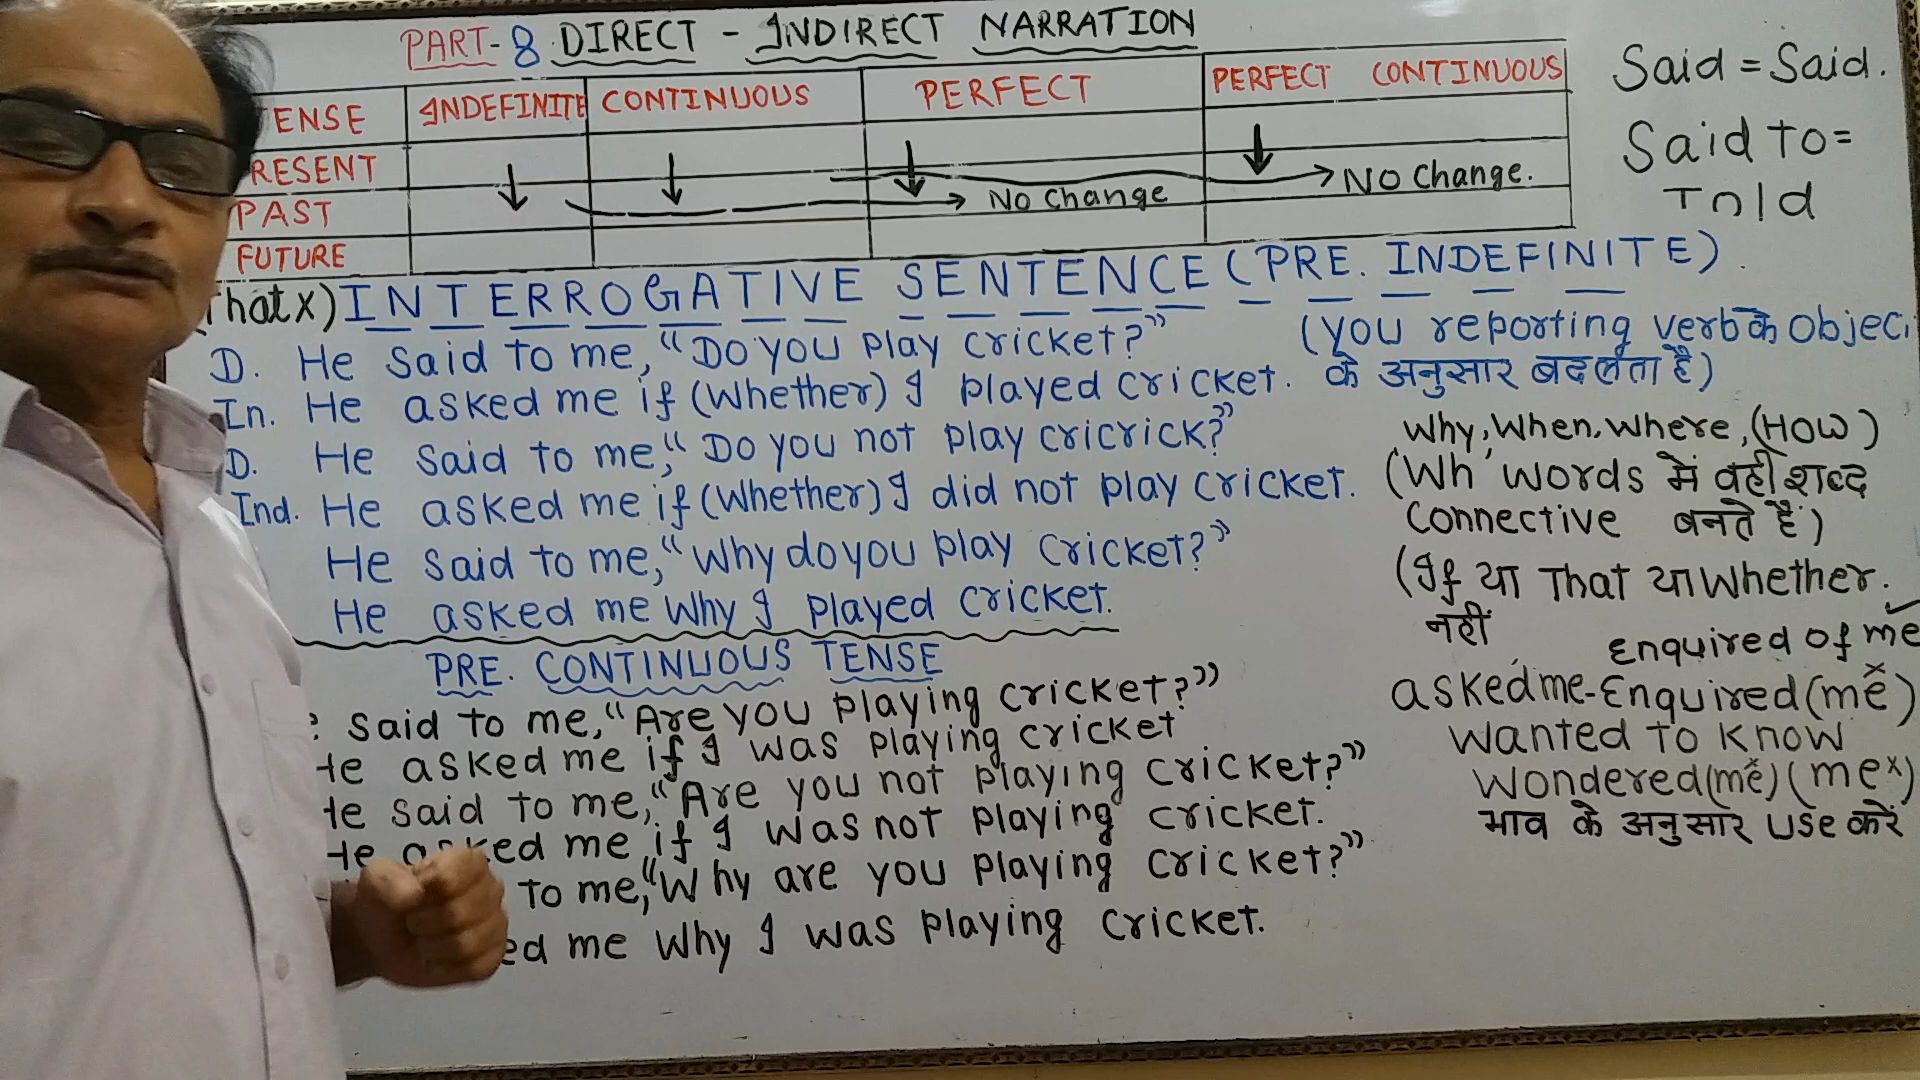 PART-8 DIRECT - INDIRECT NARRATION
ENSE INDEFINITE CONTINUOUS PERFECT PERFECT CONTINUOUS
RESENT → NO Change.
PAST → NO Change
FUTURE
Said = Said.
Said To =
Told
hat x) INTERROGATIVE SENTENCE (PRE. INDEFINITE).
D. He said to me, "Do you play cricket?"
In. He asked me if (Whether) I played cricket.
D. He said to me, "Do you not play cricrick?"
Ind. He asked me if (Whether) I did not play cricket.
He said to me, "Why do you play cricket?"
He asked me why I played cricket.
(you reporting verb के Objec
के अनुसार बदलता है)
Why, When, Where, (HOW)
(Wh' words में वही शब्द
Connective बनते हैं)
(If या That या Whether.
नहीं
Enquired of me
asked me - Enquired (me x)
Wanted to know
Wondered (me x) (me x)
भाव के अनुसार use करें
PRE. CONTINUOUS TENSE
said to me, "Are you playing cricket?"
He asked me if I was playing cricket
He said to me, "Are you not playing cricket?"
He asked me if I was not playing cricket.
to me, "Why are you playing cricket?"
ed me why I was playing cricket.